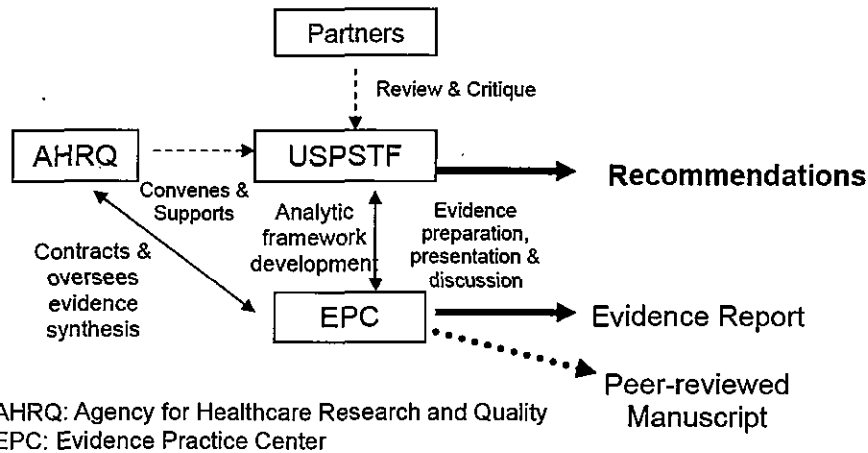 Partners
Review & Critique
AHRQ
USPSTF
Recommendations
Convenes &
Supports
Analytic
framework
development
Evidence
preparation,
presentation &
discussion
Contracts &
oversees
evidence
synthesis
EPC
Evidence Report
Peer-reviewed
Manuscript
AHRQ: Agency for Healthcare Research and Quality
EPC: Evidence Practice Center